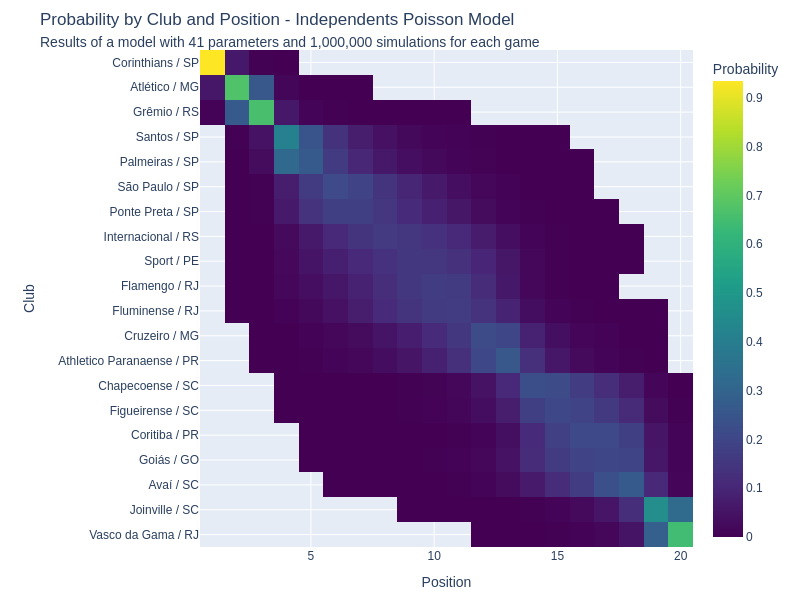 Probability by Club and Position - Independents Poisson Model
Results of a model with 41 parameters and 1,000,000 simulations for each game
Probability
Corinthians / SP
Atlético / MG
Grêmio / RS
Santos / SP
Palmeiras / SP
São Paulo / SP
Ponte Preta / SP
Internacional / RS
Sport / PE
Flamengo / RJ
Fluminense / RJ
Cruzeiro / MG
Athletico Paranaense / PR
Chapecoense / SC
Figueirense / SC
Coritiba / PR
Goiás / GO
Avaí / SC
Joinville / SC
Vasco da Gama / RJ
Club
5
10
15
20
Position
0.9
0.8
0.7
0.6
0.5
0.4
0.3
0.2
0.1
0